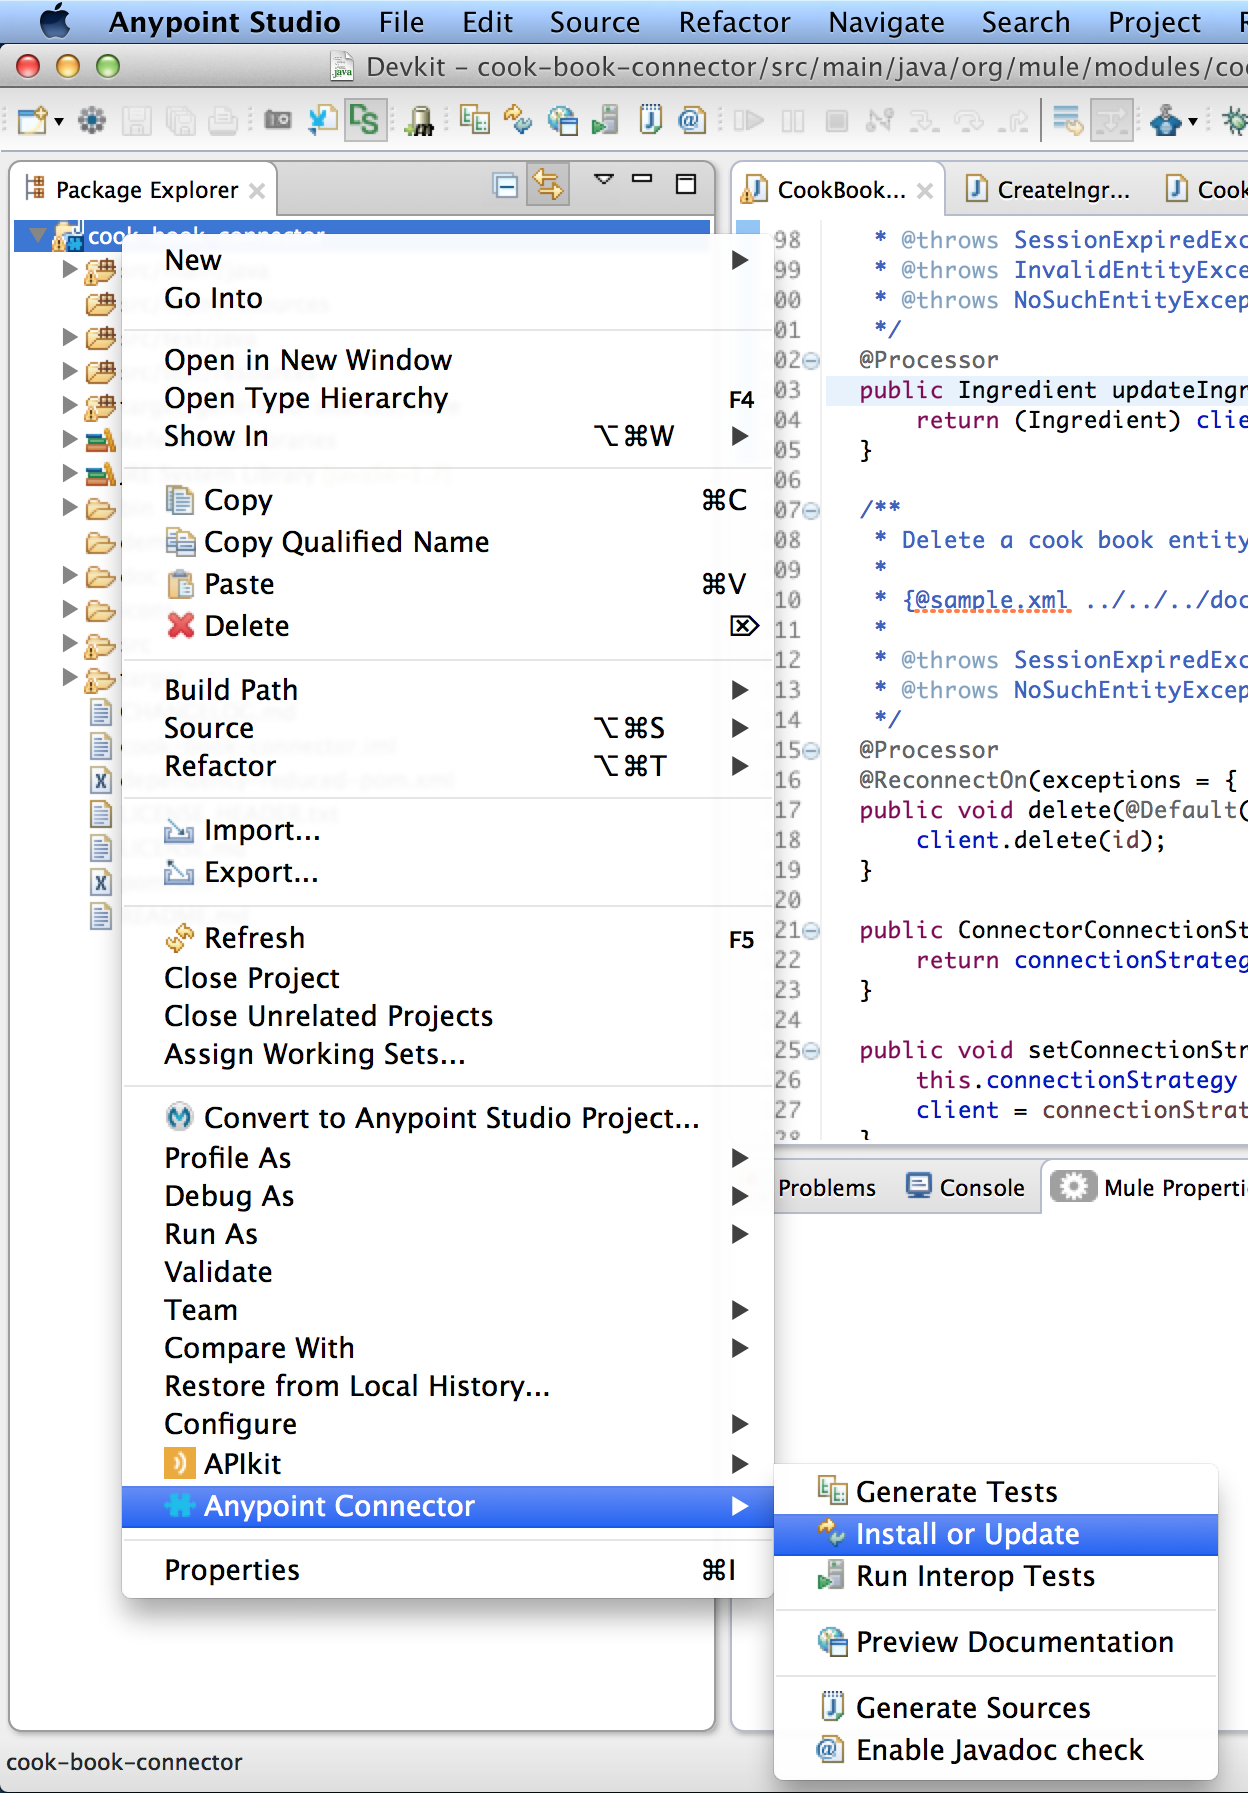 Anypoint Studio File Edit Source Refactor Navigate Search Project
Devkit – cook-book-connector/src/main/java/org/mule/modules/
Package Explorer
CookBook...
CreateIngr...
cook-book-connector
New
Go Into
Open in New Window
Open Type Hierarchy F4
Show In ⌥⌘W
Copy ⌘C
Copy Qualified Name
Paste ⌘V
Delete ⌦
Build Path
Source ⌥⌘S
Refactor ⌥⌘T
Import...
Export...
Refresh F5
Close Project
Close Unrelated Projects
Assign Working Sets...
Convert to Anypoint Studio Project...
Profile As
Debug As
Run As
Validate
Team
Compare With
Restore from Local History...
Configure
APIkit
Anypoint Connector
Properties ⌘I
Generate Tests
Install or Update
Run Interop Tests
Preview Documentation
Generate Sources
Enable Javadoc check
98 * @throws SessionExpiredExc
99 * @throws InvalidEntityExce
00 * @throws NoSuchEntityExcep
01 */
02 @Processor
03 public Ingredient updateIngr
04 return (Ingredient) clie
05 }
06
07 /**
08 * Delete a cook book entity
09 *
10 * {@sample.xml ../../../doc
11 *
12 * @throws SessionExpiredExc
13 * @throws NoSuchEntityExcep
14 */
15 @Processor
16 @ReconnectOn(exceptions = {
17 public void delete(@Default(
18 client.delete(id);
19 }
20
21 public ConnectorConnectionSt
22 return connectionStrateg
23 }
24
25 public void setConnectionStr
26 this.connectionStrategy
27 client = connectionStrat
28 }
Problems Console Mule Properti
cook-book-connector